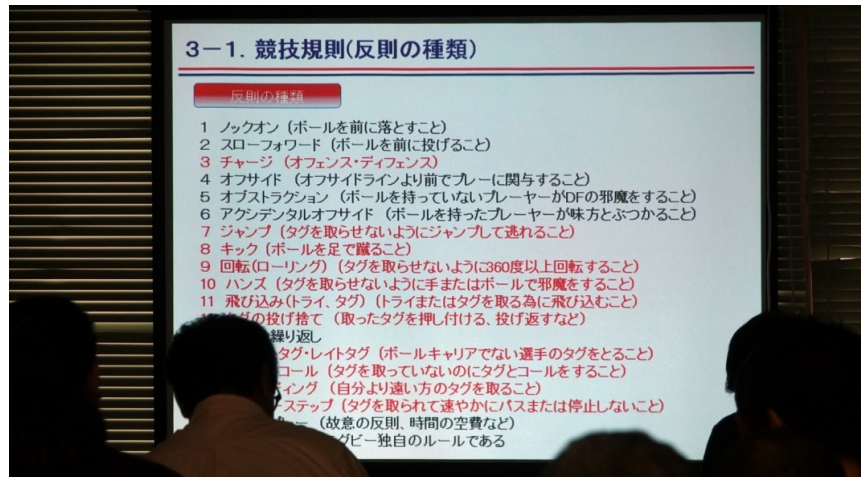 3－1. 競技規則(反則の種類)
反則の種類
1 ノックオン (ボールを前に落とすこと)
2 スローフォワード (ボールを前に投げること)
3 チャージ (オフェンス・ディフェンス)
4 オフサイド (オフサイドラインより前でプレーに関与すること)
5 オブストラクション (ボールを持っていないプレーヤーがDFの邪魔をすること)
6 アクシデンタルオフサイド (ボールを持ったプレーヤーが味方とぶつかること)
7 ジャンプ (タグを取らせないようにジャンプして逃れること)
8 キック (ボールを足で蹴ること)
9 回転(ローリング) (タグを取らせないように360度以上回転すること)
10 ハンズ (タグを取らせないように手またはボールで邪魔をすること)
11 飛び込み(トライ、タグ) (トライまたはタグを取る為に飛び込むこと)
の投げ捨て (取ったタグを押し付ける、投げ返すなど)
繰り返し
タグ・レイトタグ (ボールキャリアでない選手のタグをとること)
コール (タグを取っていないのにタグとコールをすること)
ィング (自分より遠い方のタグを取ること)
ステップ (タグを取られて速やかにパスまたは停止しないこと)
(故意の反則、時間の空費など)
グビー独自のルールである